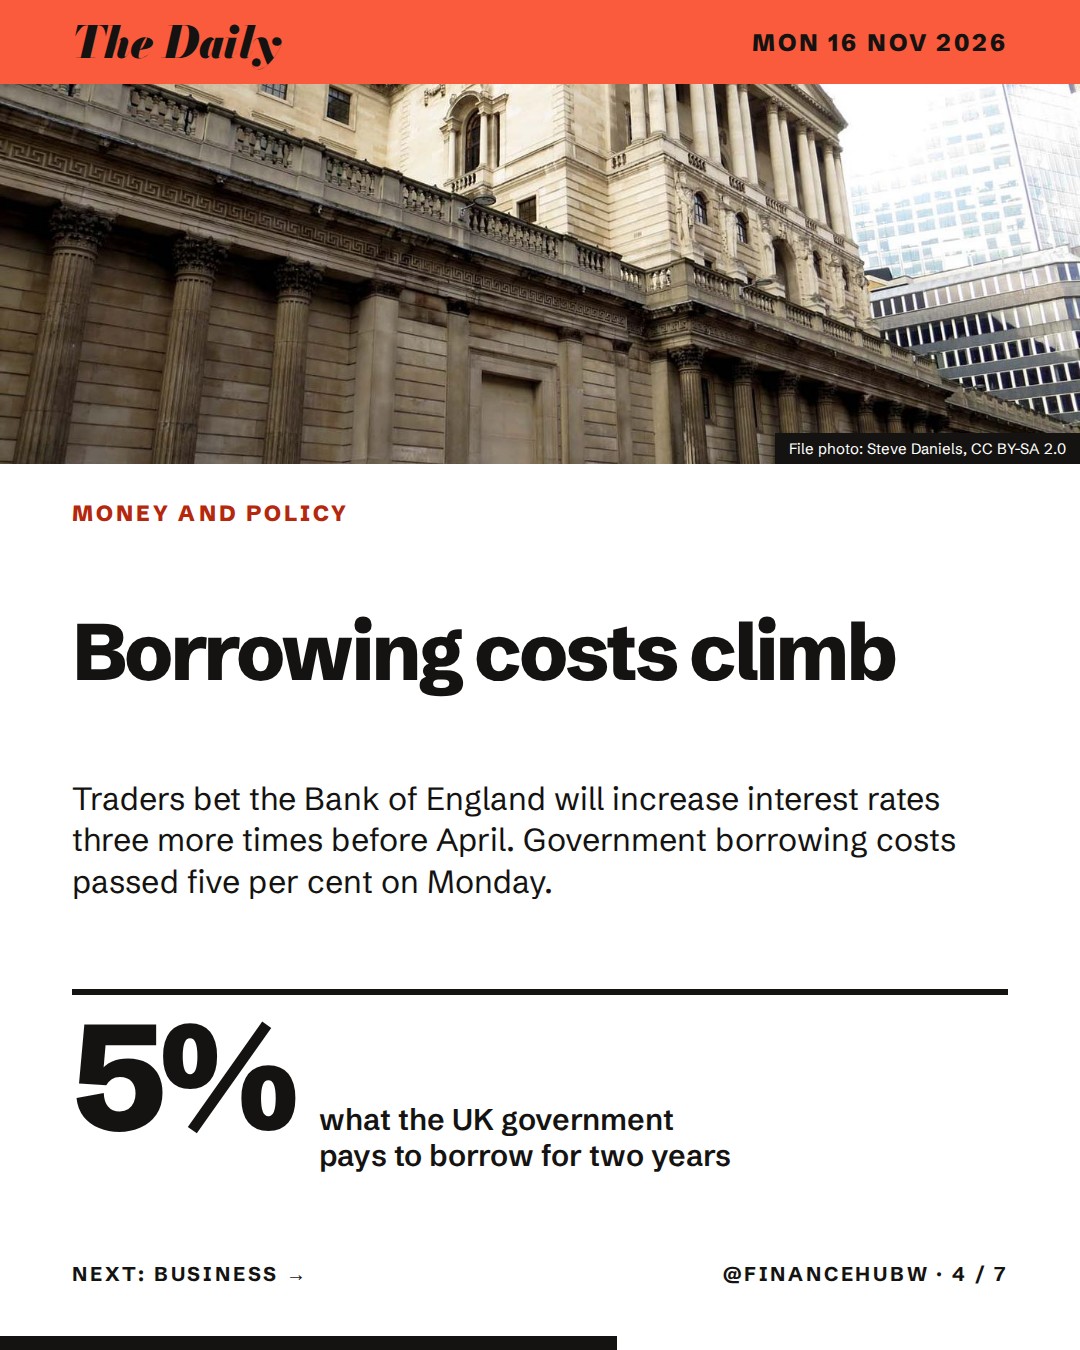 The Daily
MON 16 NOV 2026
File photo: Steve Daniels, CC BY-SA 2.0
MONEY AND POLICY
Borrowing costs climb
Traders bet the Bank of England will increase interest rates
three more times before April. Government borrowing costs
passed five per cent on Monday.
5%
what the UK government
pays to borrow for two years
NEXT: BUSINESS →
@FINANCEHUBW · 4 / 7